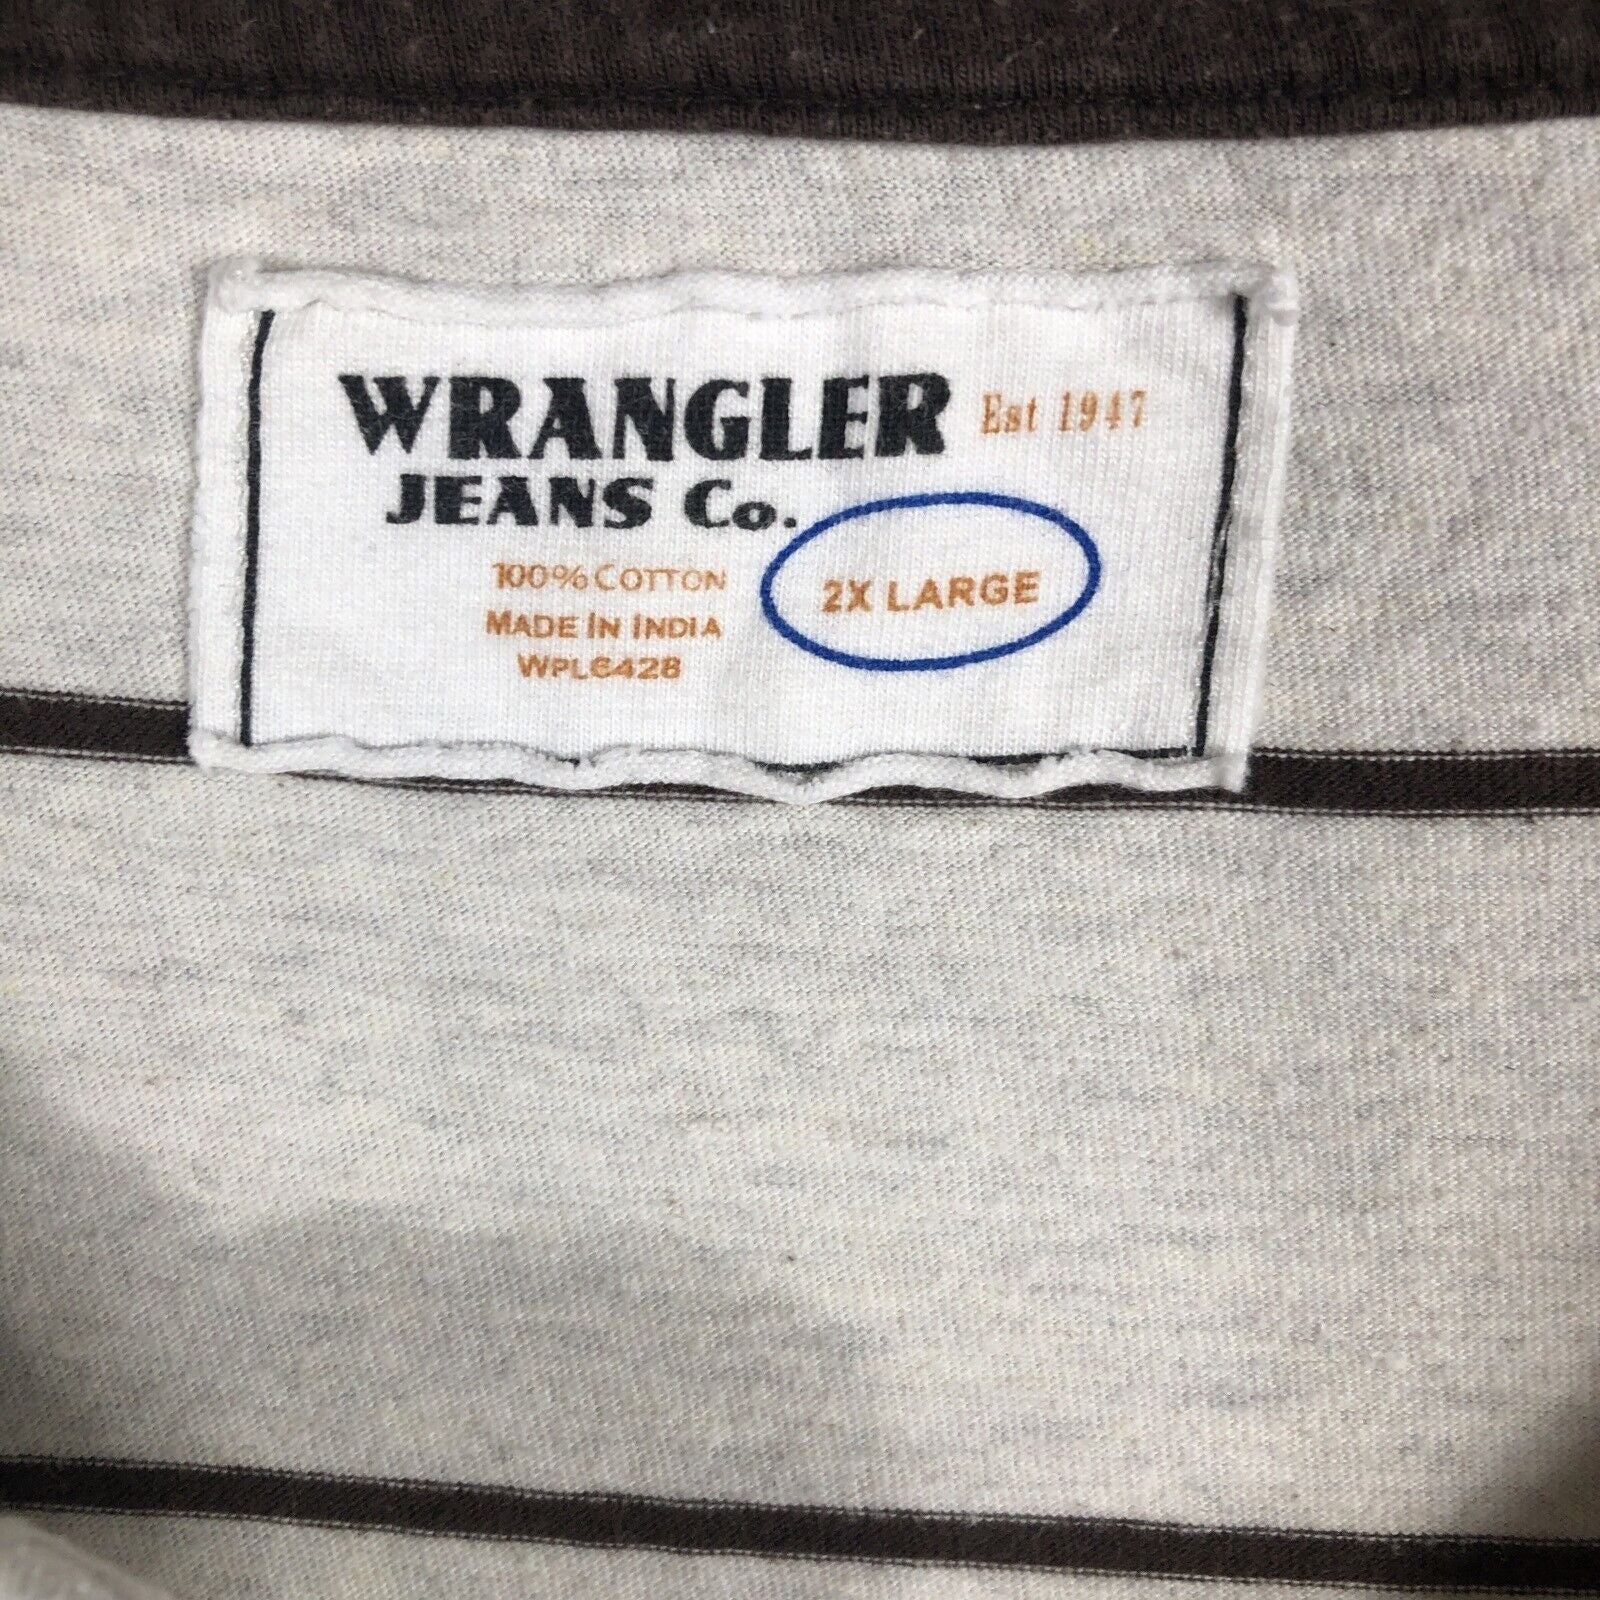 WRANGLER Est 1947
JEANS Co.
100% COTTON
MADE IN INDIA
WPL6428
2X LARGE